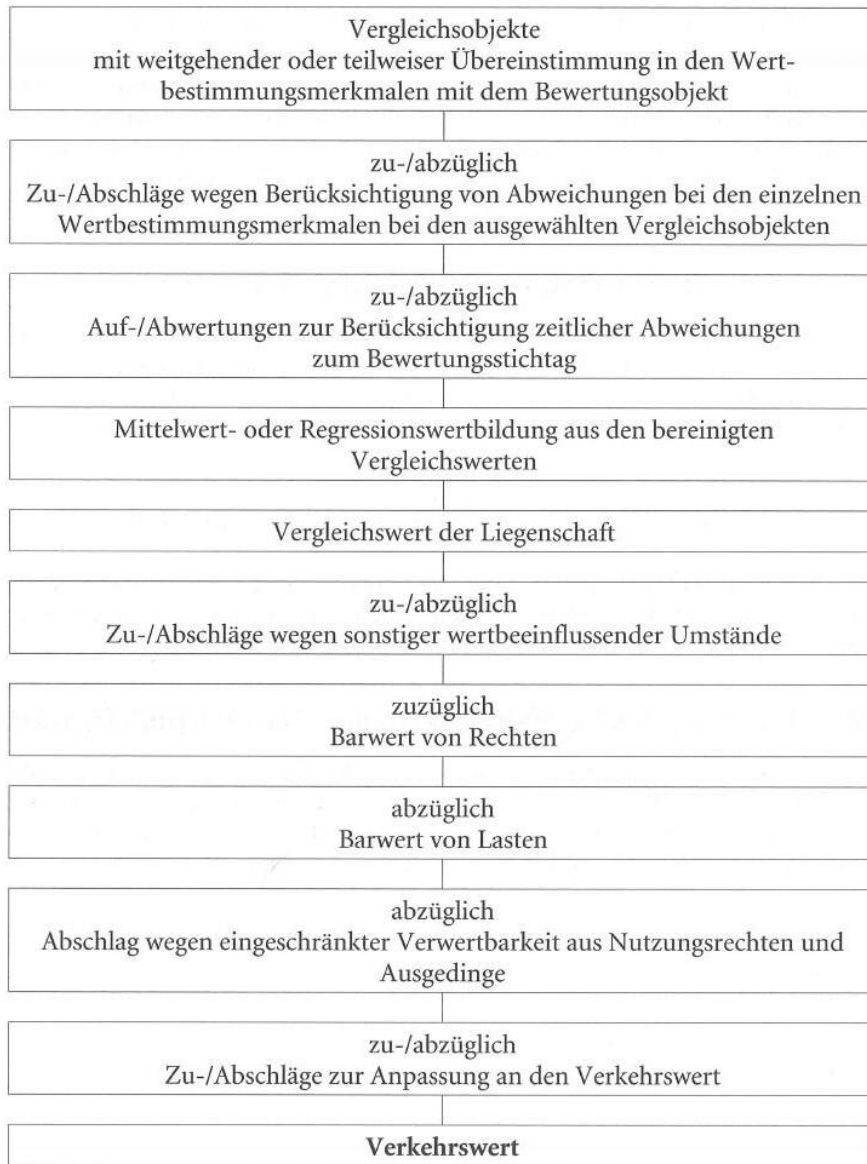 Vergleichsobjekte
mit weitgehender oder teilweiser Übereinstimmung in den Wert-
bestimmungsmerkmalen mit dem Bewertungsobjekt
zu-/abzüglich
Zu-/Abschläge wegen Berücksichtigung von Abweichungen bei den einzelnen
Wertbestimmungsmerkmalen bei den ausgewählten Vergleichsobjekten
zu-/abzüglich
Auf-/Abwertungen zur Berücksichtigung zeitlicher Abweichungen
zum Bewertungsstichtag
Mittelwert- oder Regressionswertbildung aus den bereinigten
Vergleichswerten
Vergleichswert der Liegenschaft
zu-/abzüglich
Zu-/Abschläge wegen sonstiger wertbeeinflussender Umstände
zuzüglich
Barwert von Rechten
abzüglich
Barwert von Lasten
abzüglich
Abschlag wegen eingeschränkter Verwertbarkeit aus Nutzungsrechten und
Ausgedinge
zu-/abzüglich
Zu-/Abschläge zur Anpassung an den Verkehrswert
Verkehrswert